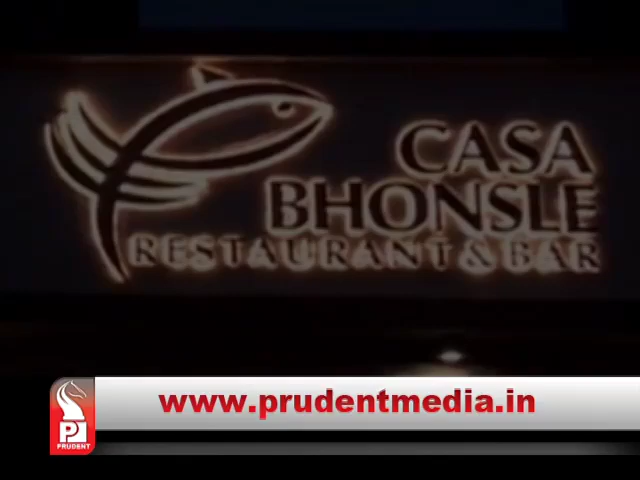 CASA
BHONSLE
RESTAURANT & BAR
www.prudentmedia.in
P
PRUDENT